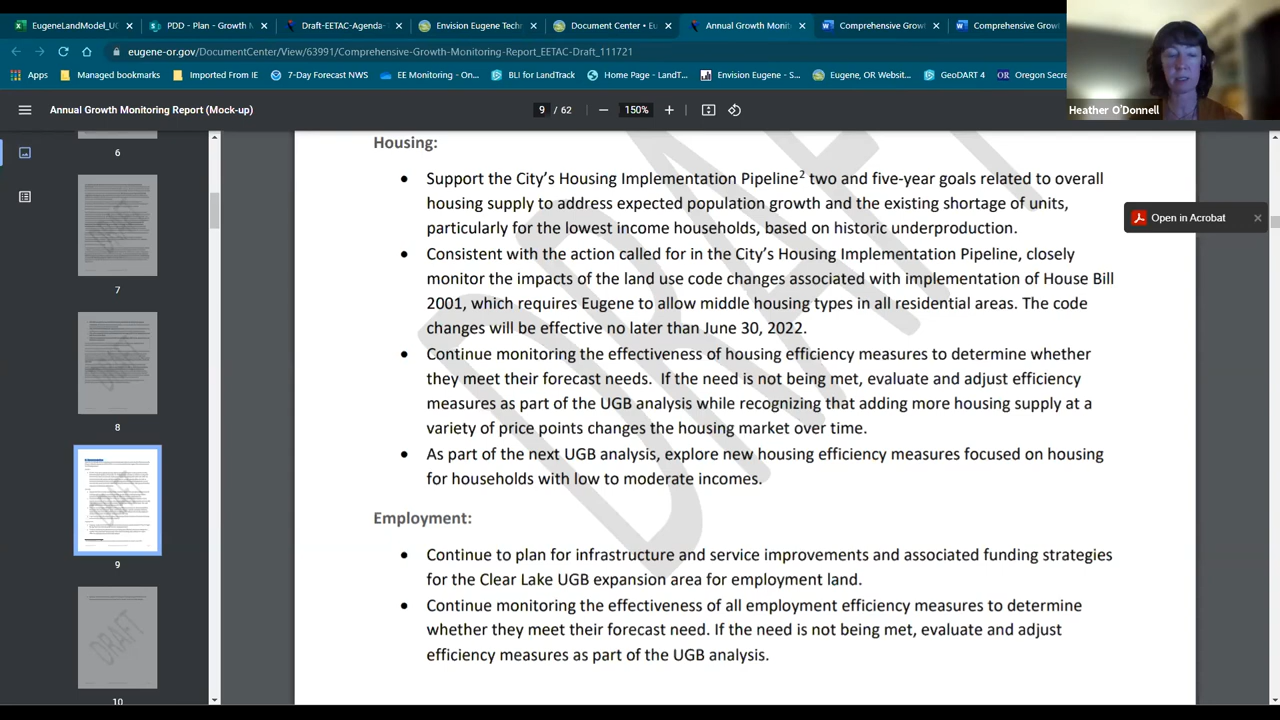 EugeneLandModel_UG
PDD - Plan - Growth M
Draft-EETAC-Agenda-
Envision Eugene Techn
Document Center • Eu
Annual Growth Monito
Comprehensive Growt
Comprehensive Growt
eugene-or.gov/DocumentCenter/View/63991/Comprehensive-Growth-Monitoring-Report_EETAC-Draft_111721
Apps
Managed bookmarks
Imported From IE
7-Day Forecast NWS
EE Monitoring - On...
BLI for LandTrack
Home Page - LandT...
Envision Eugene - S...
Eugene, OR Website...
GeoDART 4
OR Oregon Secre
Heather O'Donnell
Annual Growth Monitoring Report (Mock-up)
9 / 62
150%
6
7
8
9
10
DRAFT
Open in Acrobat
Housing:
• Support the City's Housing Implementation Pipeline2 two and five-year goals related to overall
housing supply to address expected population growth and the existing shortage of units,
particularly for the lowest income households, based on historic underproduction.
• Consistent with the action called for in the City's Housing Implementation Pipeline, closely
monitor the impacts of the land use code changes associated with implementation of House Bill
2001, which requires Eugene to allow middle housing types in all residential areas. The code
changes will be effective no later than June 30, 2022.
• Continue monitoring the effectiveness of housing efficiency measures to determine whether
they meet their forecast needs.  If the need is not being met, evaluate and adjust efficiency
measures as part of the UGB analysis while recognizing that adding more housing supply at a
variety of price points changes the housing market over time.
• As part of the next UGB analysis, explore new housing efficiency measures focused on housing
for households with low to moderate incomes.
Employment:
• Continue to plan for infrastructure and service improvements and associated funding strategies
for the Clear Lake UGB expansion area for employment land.
• Continue monitoring the effectiveness of all employment efficiency measures to determine
whether they meet their forecast need. If the need is not being met, evaluate and adjust
efficiency measures as part of the UGB analysis.